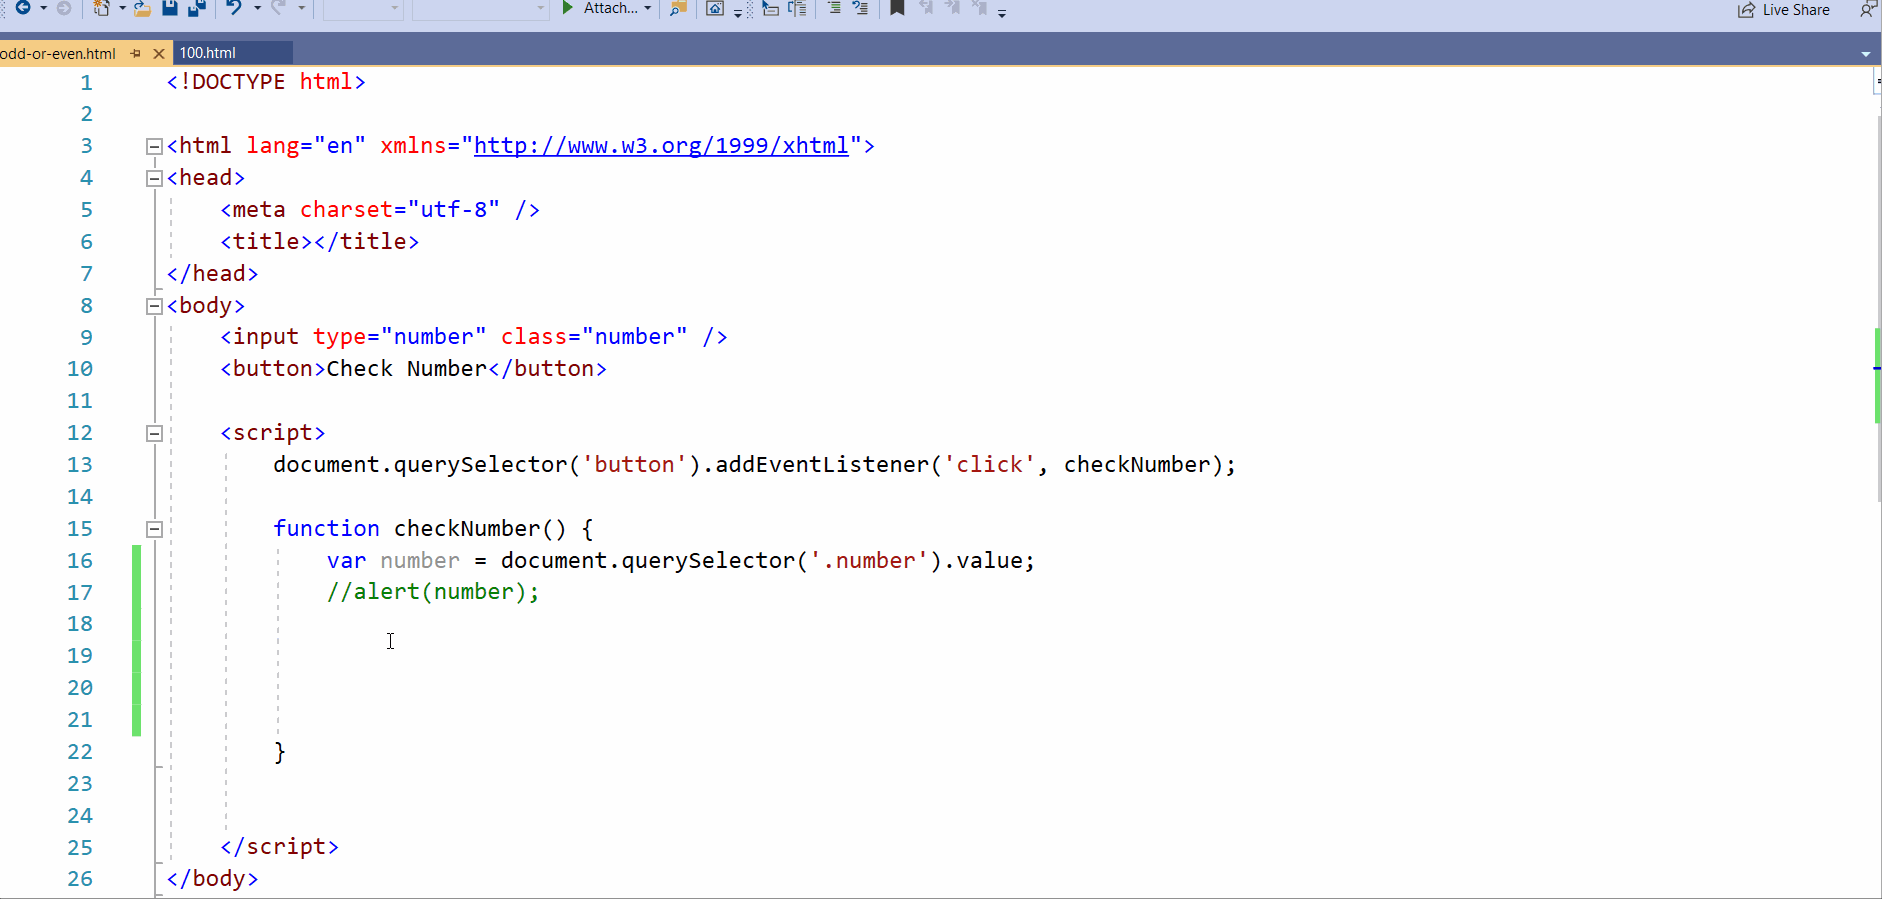 Attach...
Live Share
odd-or-even.html
100.html
1 <!DOCTYPE html>
2
3 <html lang="en" xmlns="http://www.w3.org/1999/xhtml">
4 <head>
5 <meta charset="utf-8" />
6 <title></title>
7 </head>
8 <body>
9 <input type="number" class="number" />
10 <button>Check Number</button>
11
12 <script>
13 document.querySelector('button').addEventListener('click', checkNumber);
14
15 function checkNumber() {
16 var number = document.querySelector('.number').value;
17 //alert(number);
18
19
20
21
22 }
23
24
25 </script>
26 </body>